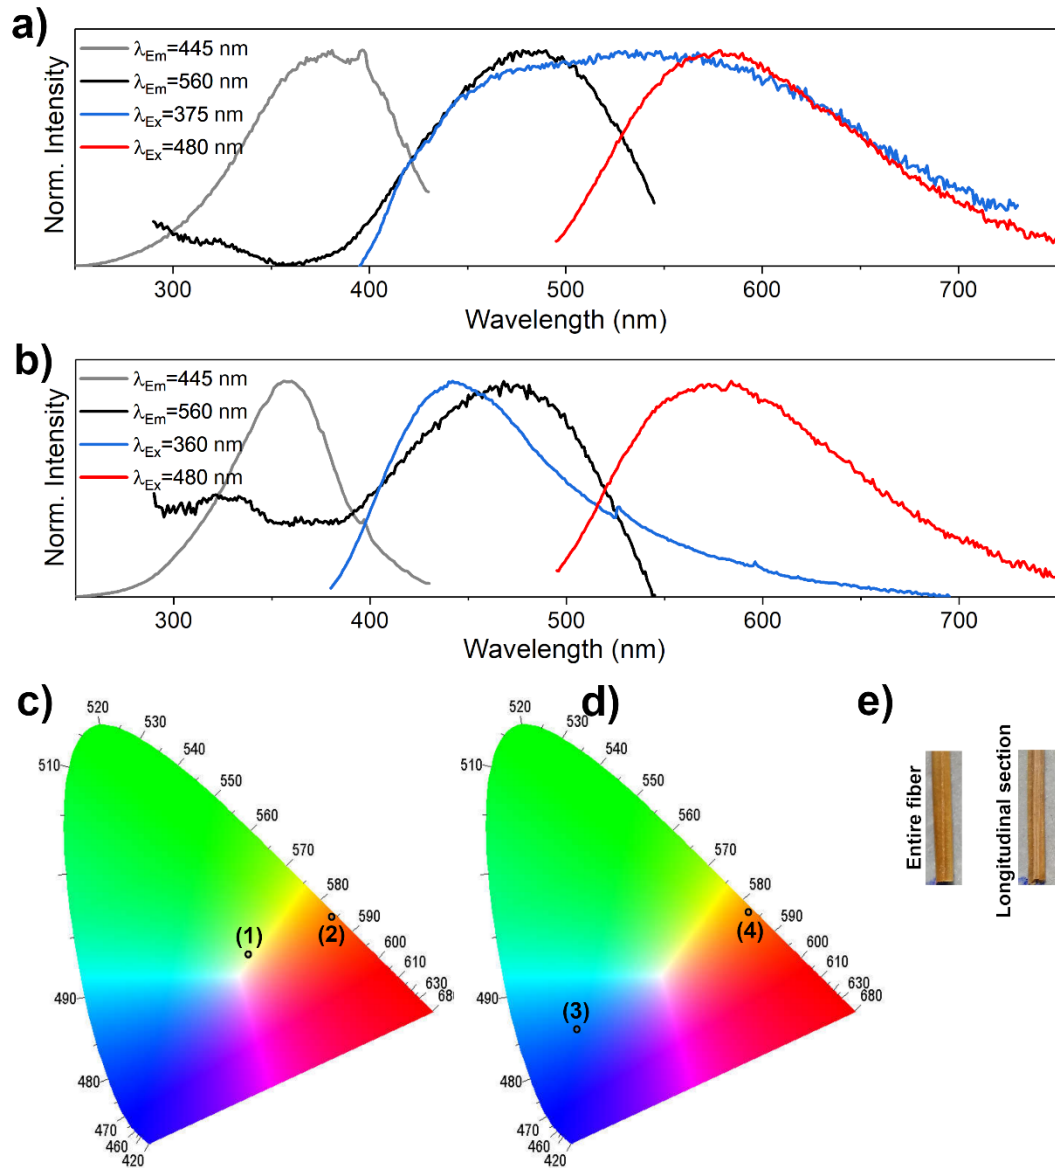 a)
λEm=445 nm
λEm=560 nm
λEx=375 nm
λEx=480 nm
Norm. Intensity
300 400 500 600 700
Wavelength (nm)
b)
λEm=445 nm
λEm=560 nm
λEx=360 nm
λEx=480 nm
Norm. Intensity
300 400 500 600 700
Wavelength (nm)
c)
520
530
540
550
560
570
580
590
600
610
630
680
510
490
480
470
460
420
(1)
(2)
d)
520
530
540
550
560
570
580
590
600
610
630
680
510
490
480
470
460
420
(3)
(4)
e)
Entire fiber
Longitudinal section